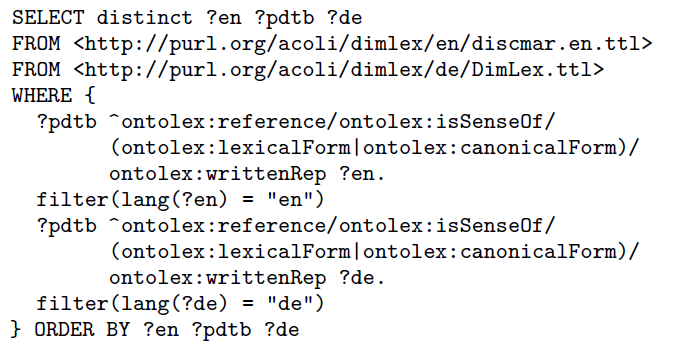 SELECT distinct ?en ?pdtb ?de
FROM <http://purl.org/acoli/dimlex/en/discmar.en.ttl>
FROM <http://purl.org/acoli/dimlex/de/DimLex.ttl>
WHERE {
  ?pdtb ^ontolex:reference/ontolex:isSenseOf/
        (ontolex:lexicalForm|ontolex:canonicalForm)/
        ontolex:writtenRep ?en.
  filter(lang(?en) = "en")
  ?pdtb ^ontolex:reference/ontolex:isSenseOf/
        (ontolex:lexicalForm|ontolex:canonicalForm)/
        ontolex:writtenRep ?de.
  filter(lang(?de) = "de")
} ORDER BY ?en ?pdtb ?de